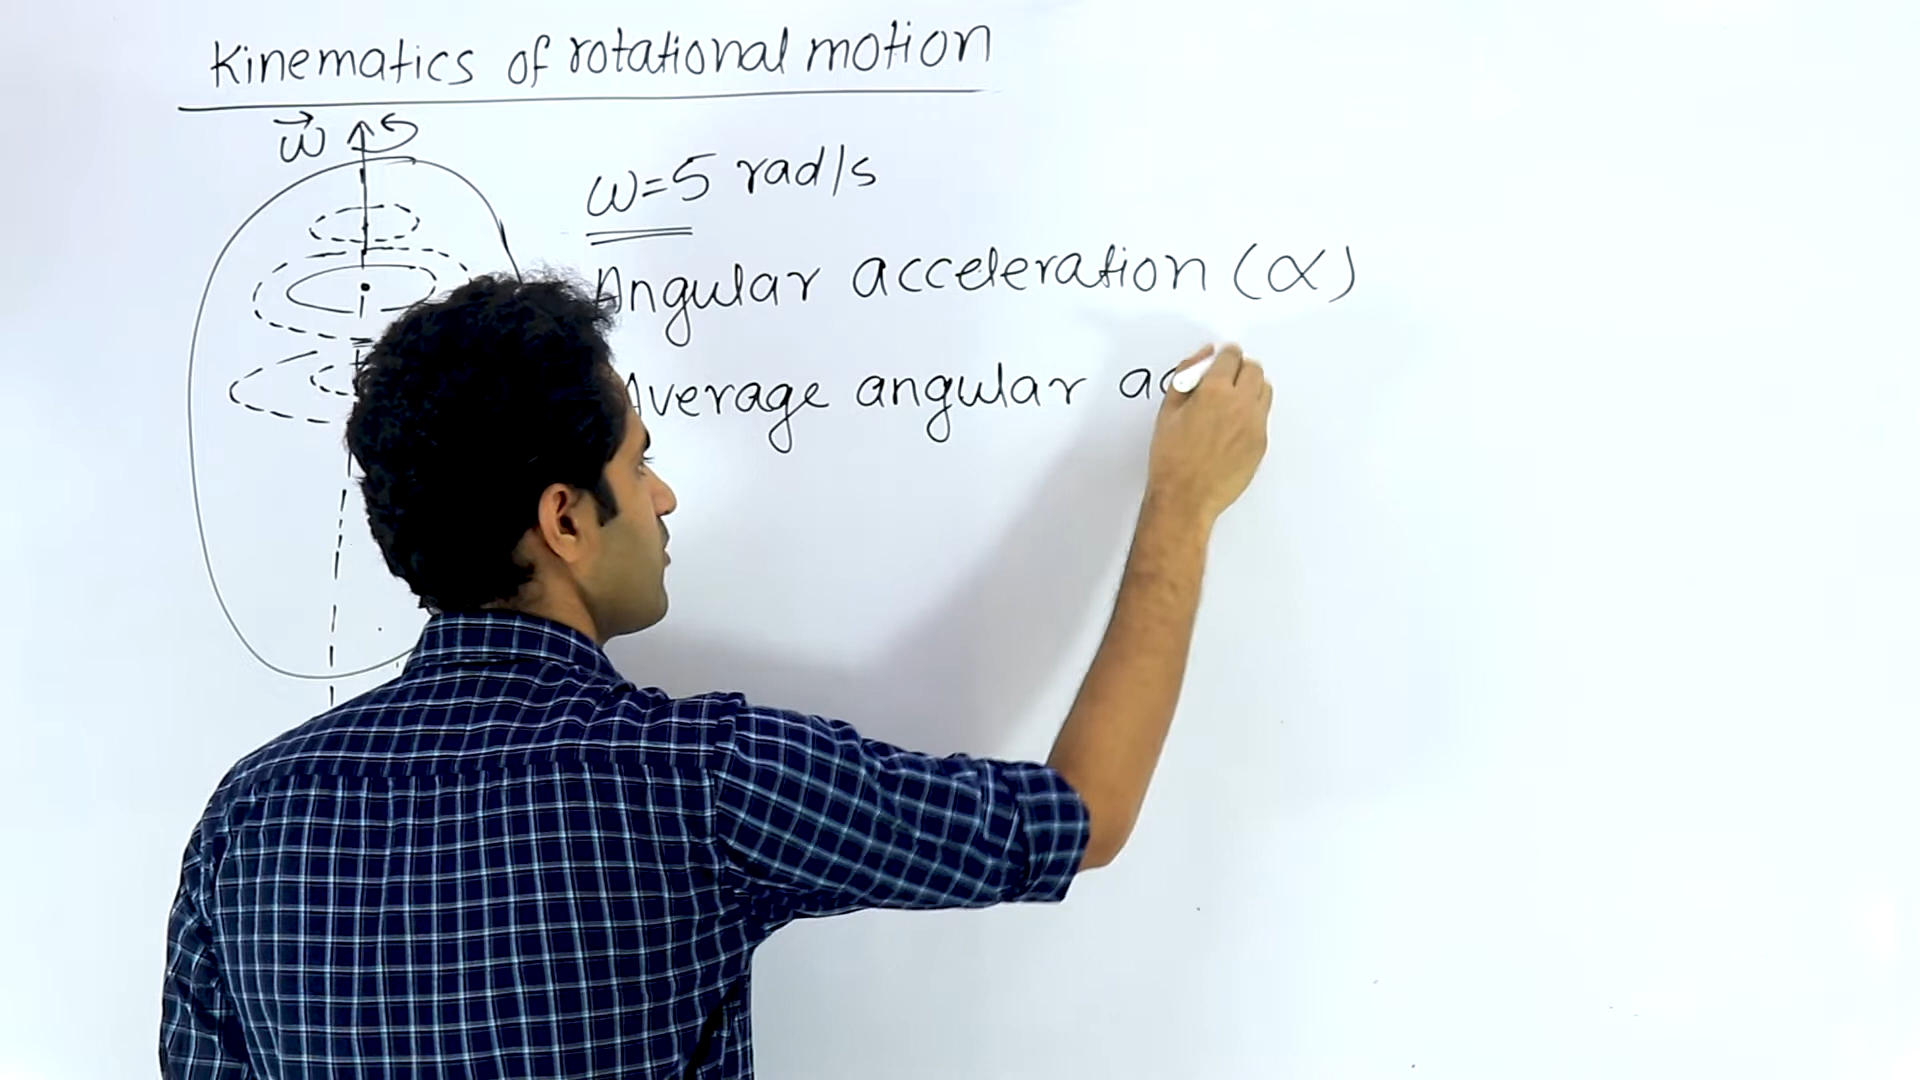 Kinematics of rotational motion
ω⃗
ω=5 rad/s
Angular acceleration (α)
Average angular ac